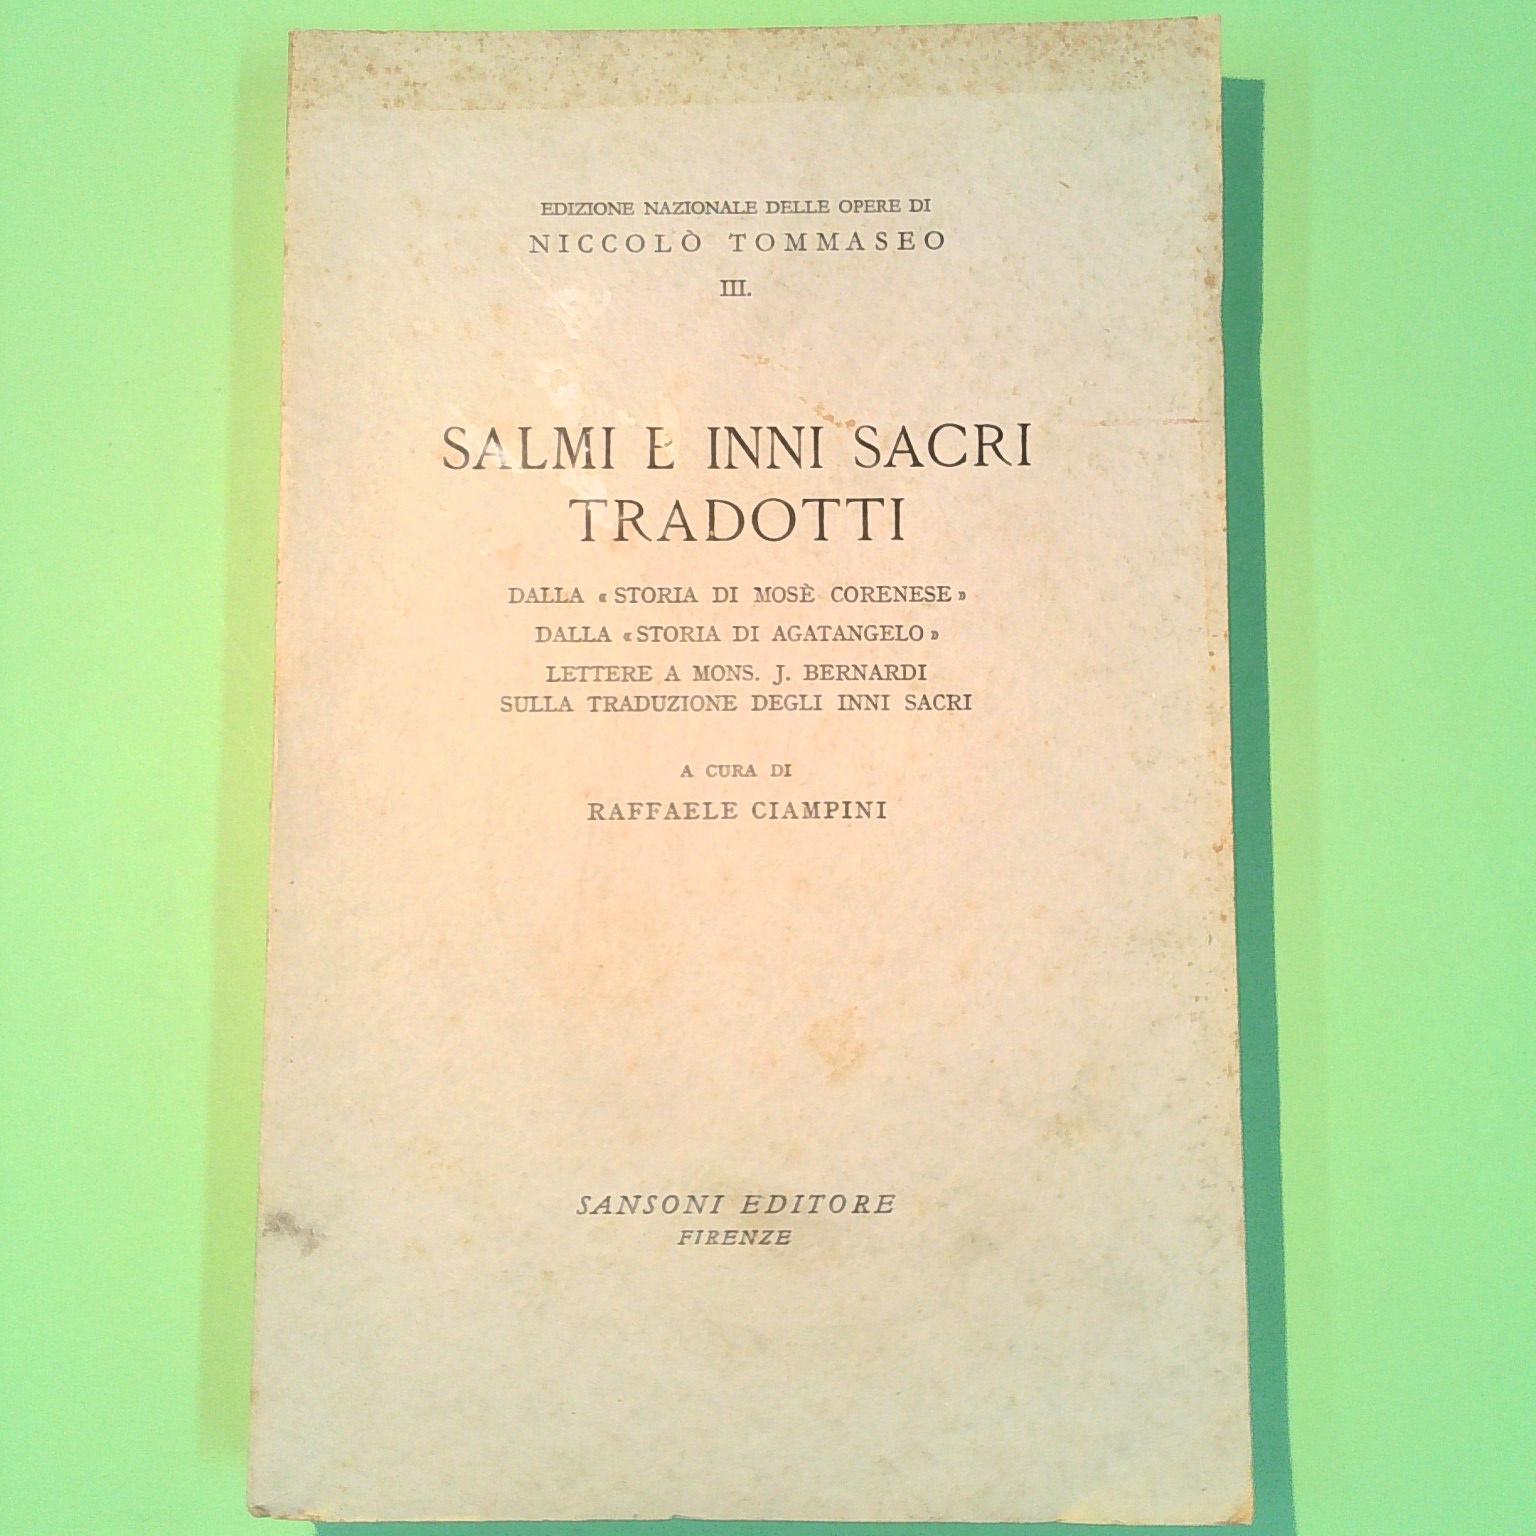 EDIZIONE NAZIONALE DELLE OPERE DI
NICCOLÒ TOMMASEO
III.
SALMI E INNI SACRI
TRADOTTI
DALLA « STORIA DI MOSÈ CORENESE »
DALLA « STORIA DI AGATANGELO »
LETTERE A MONS. J. BERNARDI
SULLA TRADUZIONE DEGLI INNI SACRI
A CURA DI
RAFFAELE CIAMPINI
SANSONI EDITORE
FIRENZE